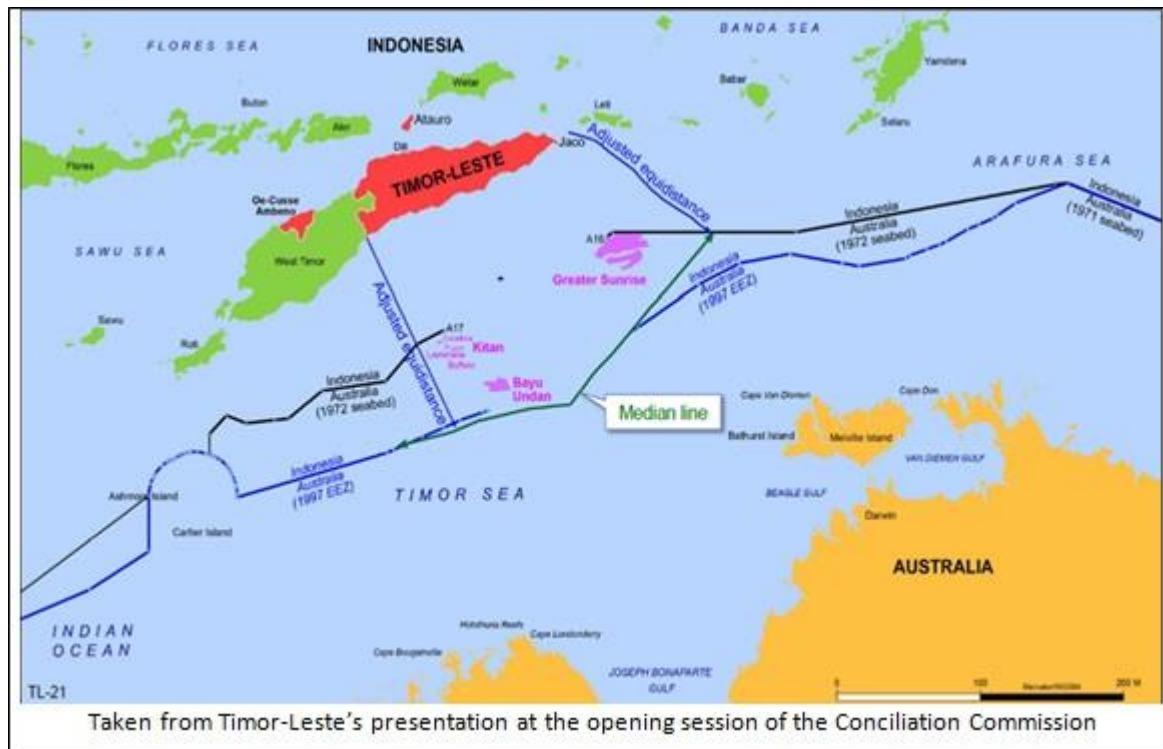 FLORES SEA
INDONESIA
BANDA SEA
Wetar
Babar
Yamdena
Buton
Alor
Atauro
Leti
Selaru
Dili
Jaco
Flores
TIMOR-LESTE
Adjusted equidistance
ARAFURA SEA
Oe-Cusse
Ambeno
Indonesia
Australia
(1972 seabed)
Indonesia
Australia
(1971 seabed)
SAWU SEA
West Timor
A16
Greater Sunrise
Indonesia
Australia
(1997 EEZ)
Adjusted equidistance
Sawu
Roti
A17
Kitan
Buffalo
Bayu
Undan
Indonesia
Australia
(1972 seabed)
Median line
Cape Van Diemen
Cape Don
Bathurst Island
Melville Island
VAN DIEMEN GULF
Indonesia
Australia
(1997 EEZ)
TIMOR SEA
BEAGLE GULF
Ashmore Island
Cartier Island
Darwin
AUSTRALIA
INDIAN
OCEAN
Cape Londonderry
Cape Bougainville
JOSEPH BONAPARTE
GULF
TL-21
0 100 200 M
Taken from Timor-Leste's presentation at the opening session of the Conciliation Commission